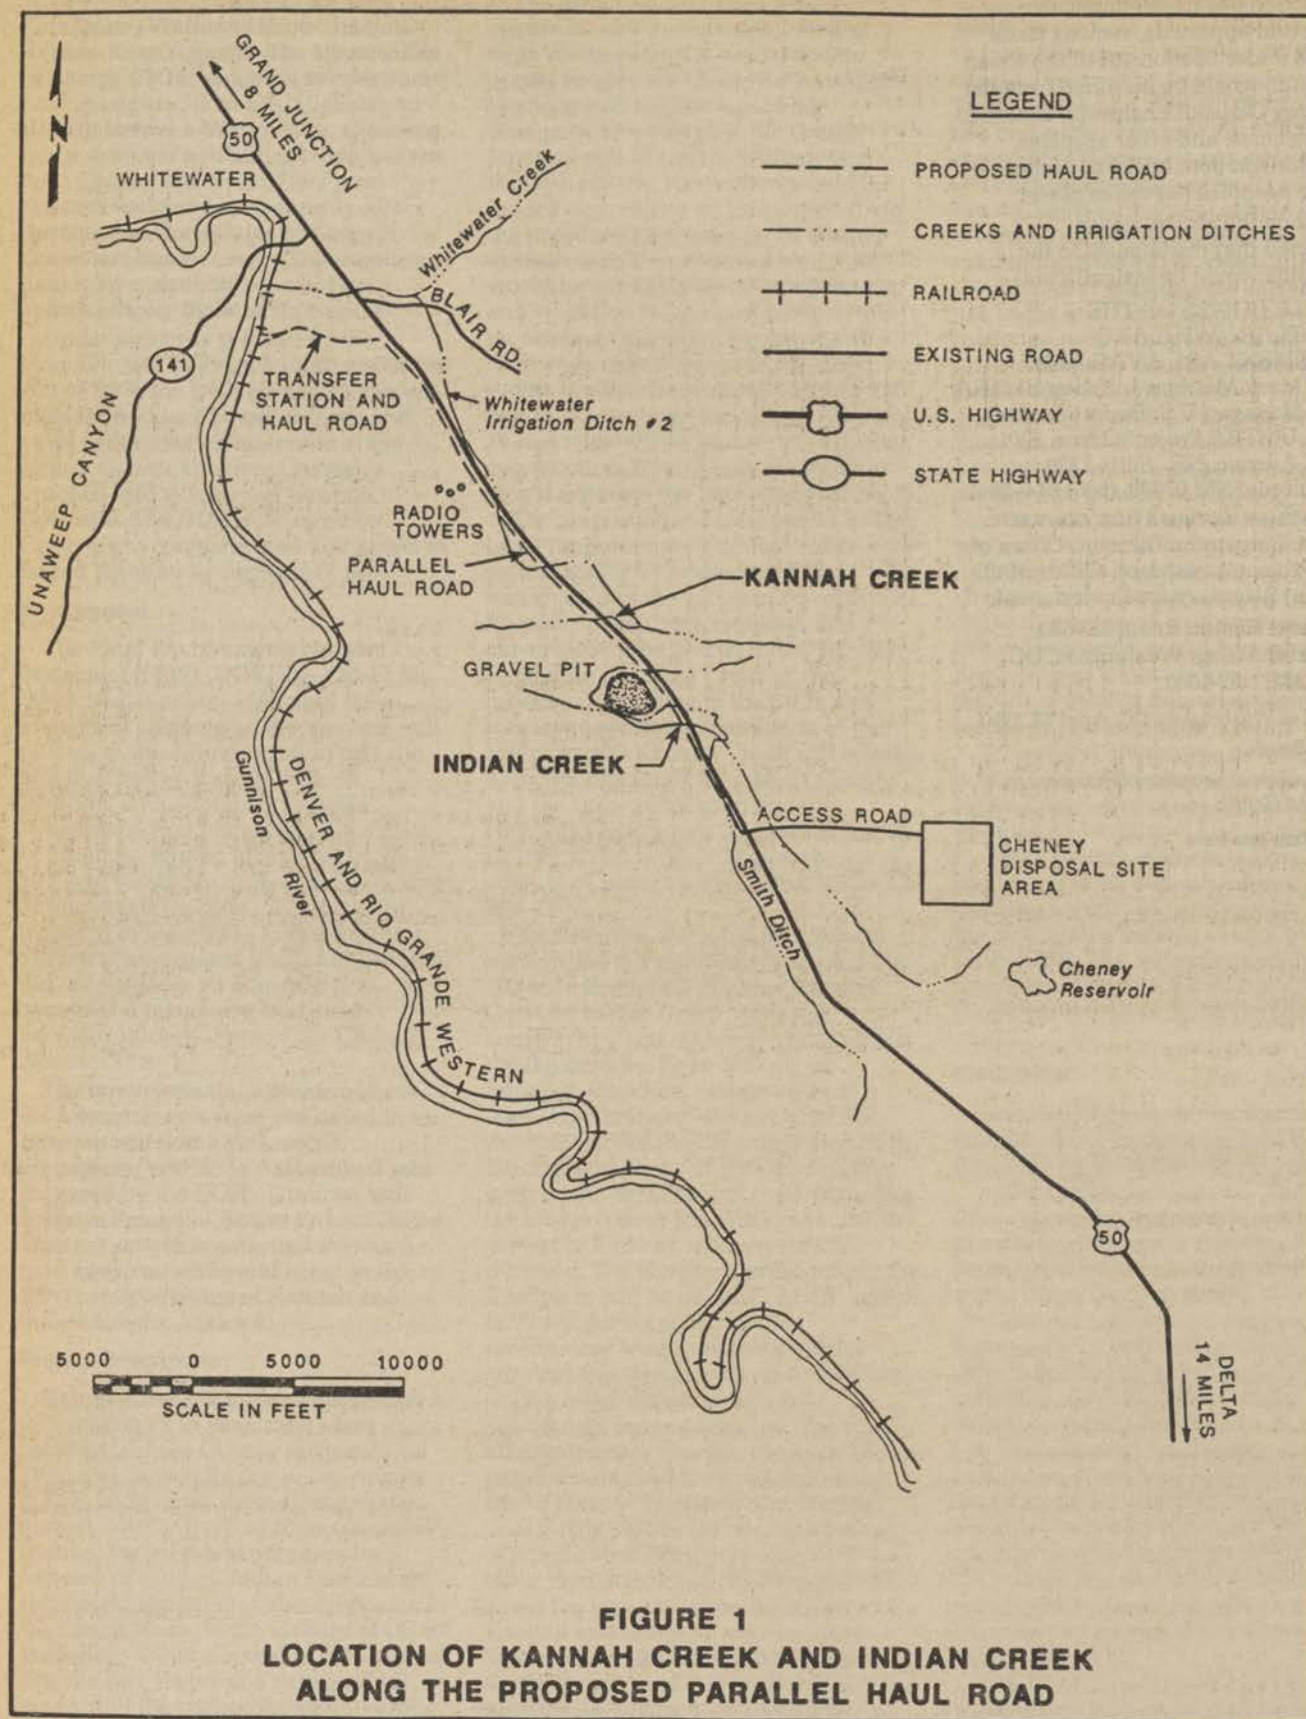 N
GRAND JUNCTION
8 MILES
50
WHITEWATER
Whitewater Creek
BLAIR RD.
141
UNAWEEP CANYON
TRANSFER
STATION AND
HAUL ROAD
Whitewater
Irrigation Ditch #2
RADIO
TOWERS
PARALLEL
HAUL ROAD
KANNAH CREEK
GRAVEL PIT
INDIAN CREEK
ACCESS ROAD
CHENEY
DISPOSAL SITE
AREA
Smith Ditch
Cheney
Reservoir
Gunnison
River
DENVER AND RIO GRANDE
WESTERN
50
DELTA
14 MILES
LEGEND
PROPOSED HAUL ROAD
CREEKS AND IRRIGATION DITCHES
RAILROAD
EXISTING ROAD
U.S. HIGHWAY
STATE HIGHWAY
5000 0 5000 10000
SCALE IN FEET
FIGURE 1
LOCATION OF KANNAH CREEK AND INDIAN CREEK
ALONG THE PROPOSED PARALLEL HAUL ROAD